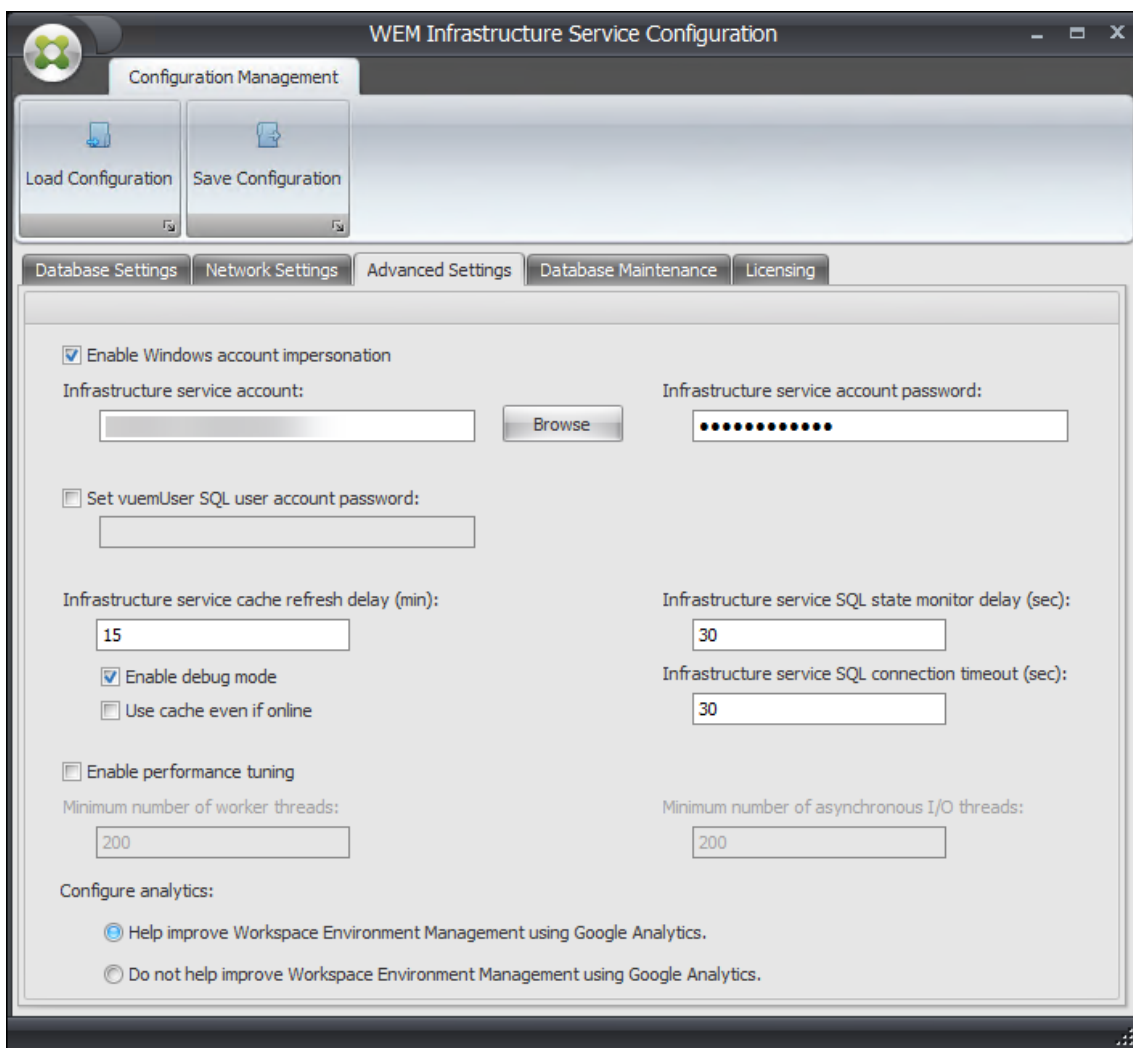 WEM Infrastructure Service Configuration
Configuration Management
Load Configuration
Save Configuration
Database Settings
Network Settings
Advanced Settings
Database Maintenance
Licensing
Enable Windows account impersonation
Infrastructure service account:
Infrastructure service account password:
Browse
••••••••••••
Set vuemUser SQL user account password:
Infrastructure service cache refresh delay (min):
Infrastructure service SQL state monitor delay (sec):
15
30
Enable debug mode
Infrastructure service SQL connection timeout (sec):
Use cache even if online
30
Enable performance tuning
Minimum number of worker threads:
Minimum number of asynchronous I/O threads:
200
200
Configure analytics:
Help improve Workspace Environment Management using Google Analytics.
Do not help improve Workspace Environment Management using Google Analytics.